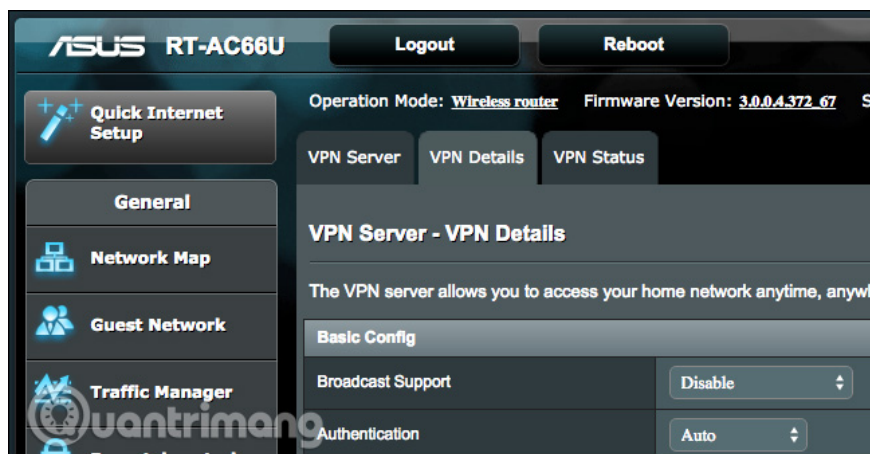 ASUS RT-AC66U
Logout
Reboot
Quick Internet
Setup
Operation Mode: Wireless router Firmware Version: 3.0.0.4.372_67 S
VPN Server
VPN Details
VPN Status
General
Network Map
Guest Network
Traffic Manager
VPN Server - VPN Details
The VPN server allows you to access your home network anytime, anywh
Basic Config
Broadcast Support
Disable
Authentication
Auto
Quantrimang